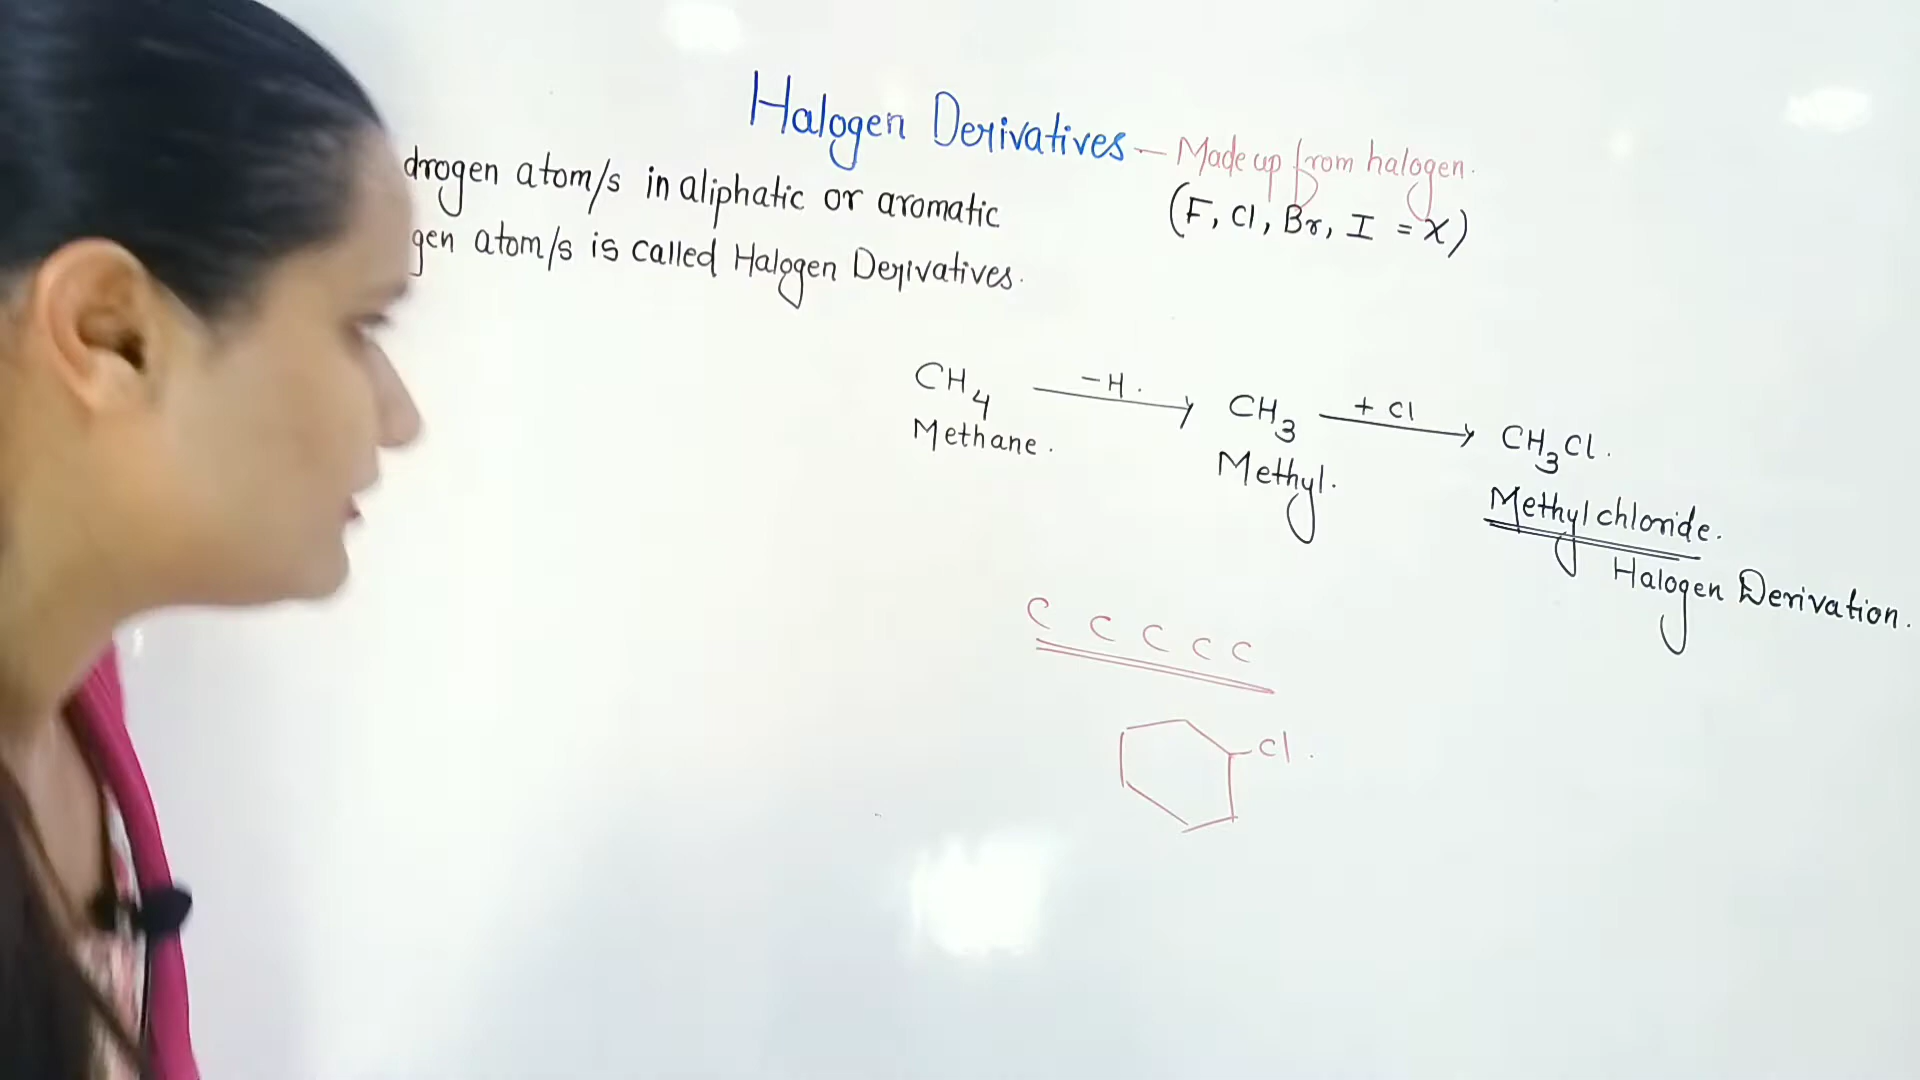 Halogen Derivatives — Made up from halogen.
(F, Cl, Br, I = X)
drogen atom/s in aliphatic or aromatic
gen atom/s is called Halogen Derivatives.
CH4 —-H.→ CH3 —+ Cl→ CH3Cl.
Methane. Methyl. Methyl chloride.
Halogen Derivation.
C C C C C
Cl.